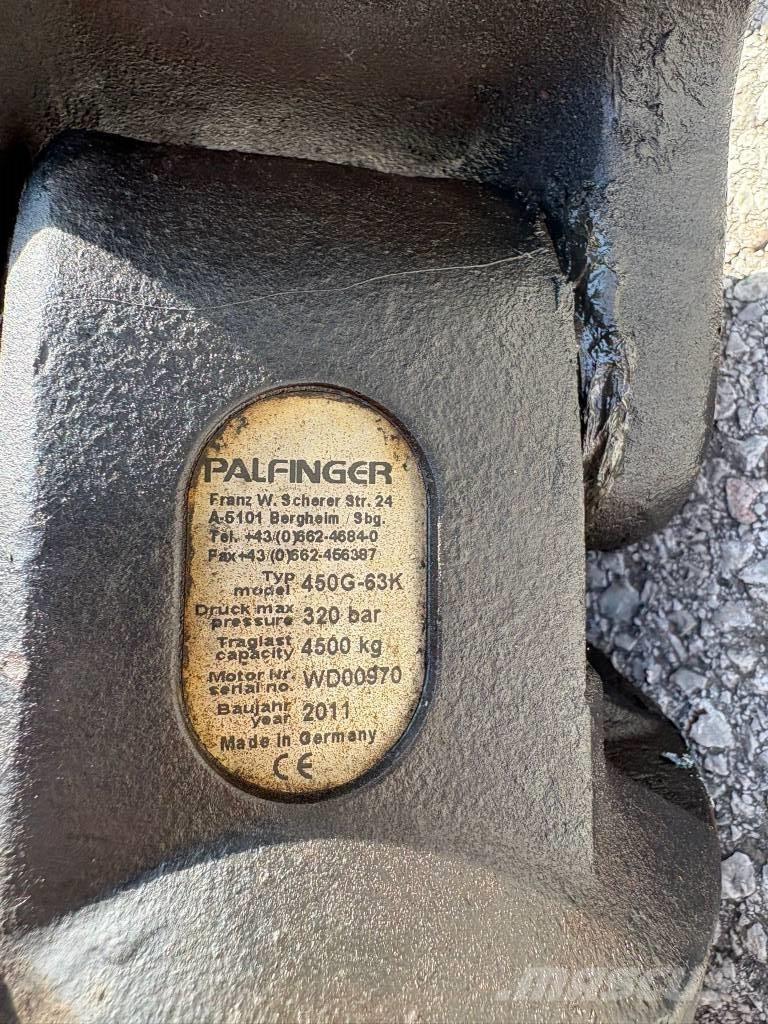 PALFINGER
Franz W. Scherer Str. 24
A-5101 Bergheim / Sbg.
Tel. +43/(0)662-4684-0
Fax+43/(0)662-456387
Typ
model 450G-63K
Druck max
pressure 320 bar
Traglast
capacity 4500 kg
Motor Nr.
serial no. WD00970
Baujahr
year 2011
Made in Germany
CE
MASCUS